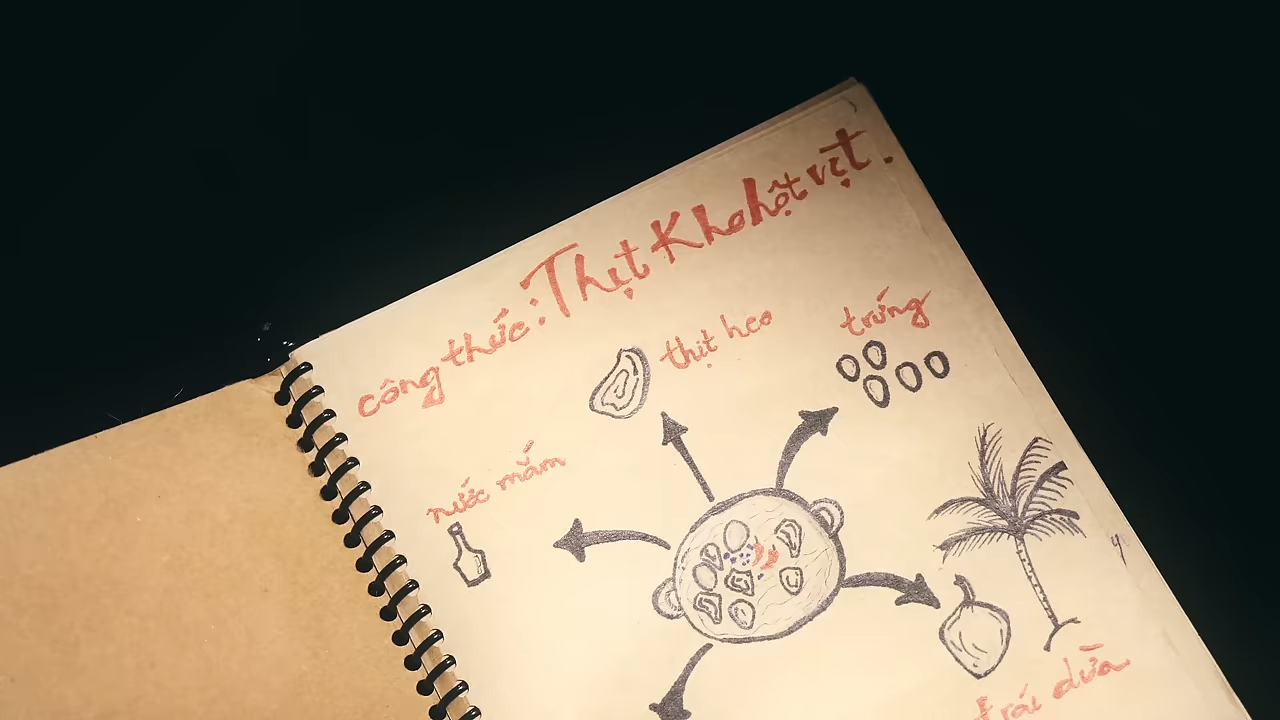 công thức: Thịt Kho hột vịt.
thịt heo
trứng
nước mắm
trái dừa